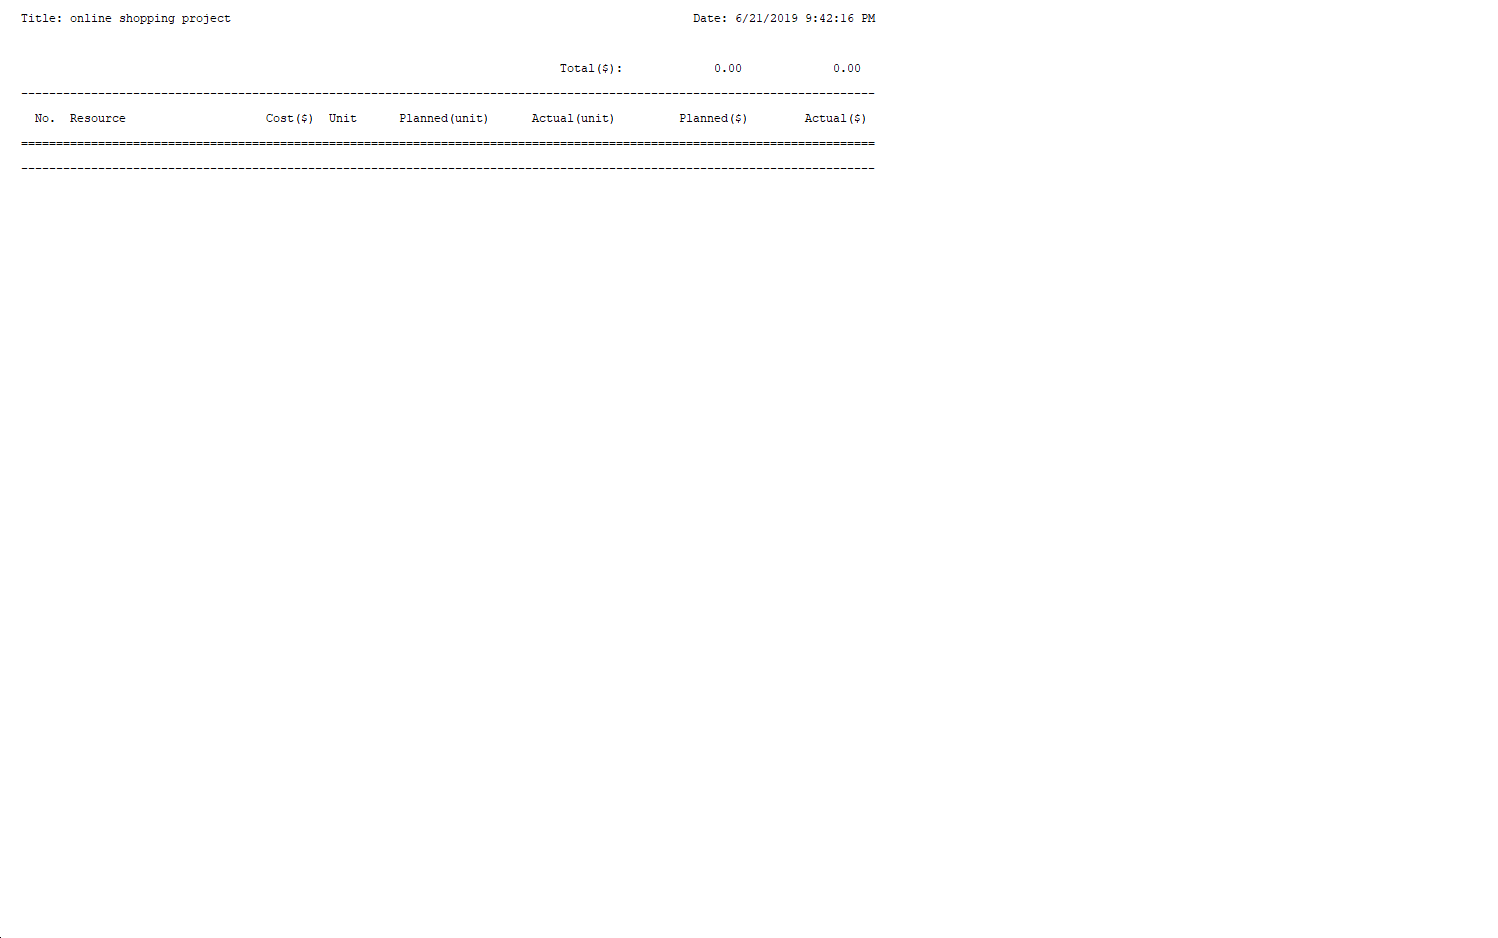 Title: online shopping project Date: 6/21/2019 9:42:16 PM
Total($): 0.00 0.00
--------------------------------------------------------------------------------------------------------------------------
No. Resource Cost($) Unit Planned(unit) Actual(unit) Planned($) Actual($)
==========================================================================================================================
--------------------------------------------------------------------------------------------------------------------------